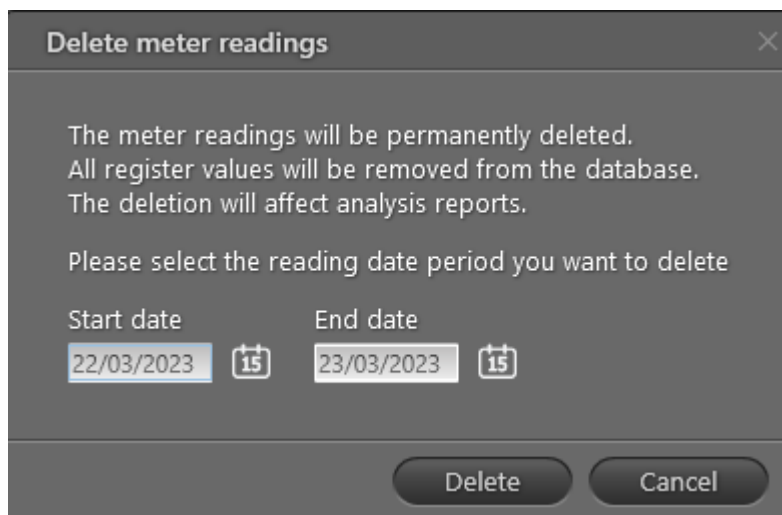 Delete meter readings
The meter readings will be permanently deleted.
All register values will be removed from the database.
The deletion will affect analysis reports.
Please select the reading date period you want to delete
Start date End date
22/03/2023 15 23/03/2023 15
Delete Cancel